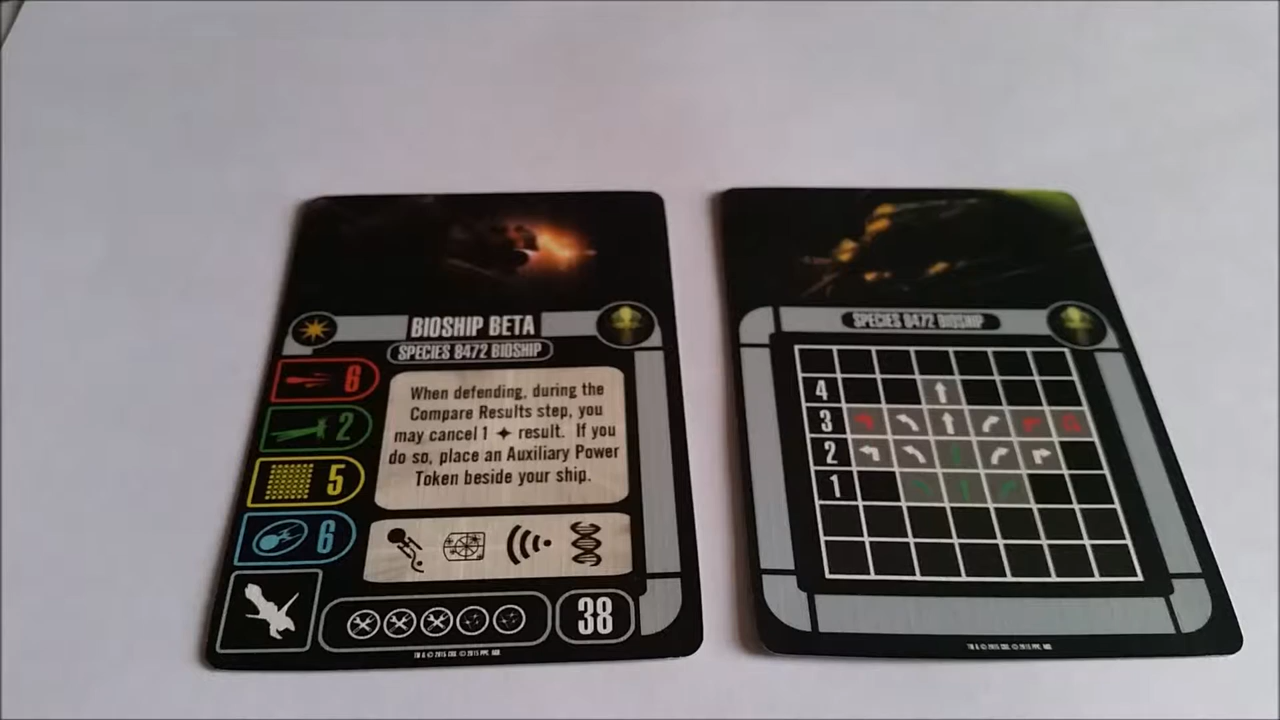 BIOSHIP BETA
SPECIES 8472 BIOSHIP
6
2
5
6
When defending, during the
Compare Results step, you
may cancel 1 result. If you
do so, place an Auxiliary Power
Token beside your ship.
38
SPECIES 8472 BIOSHIP
4
3
2
1